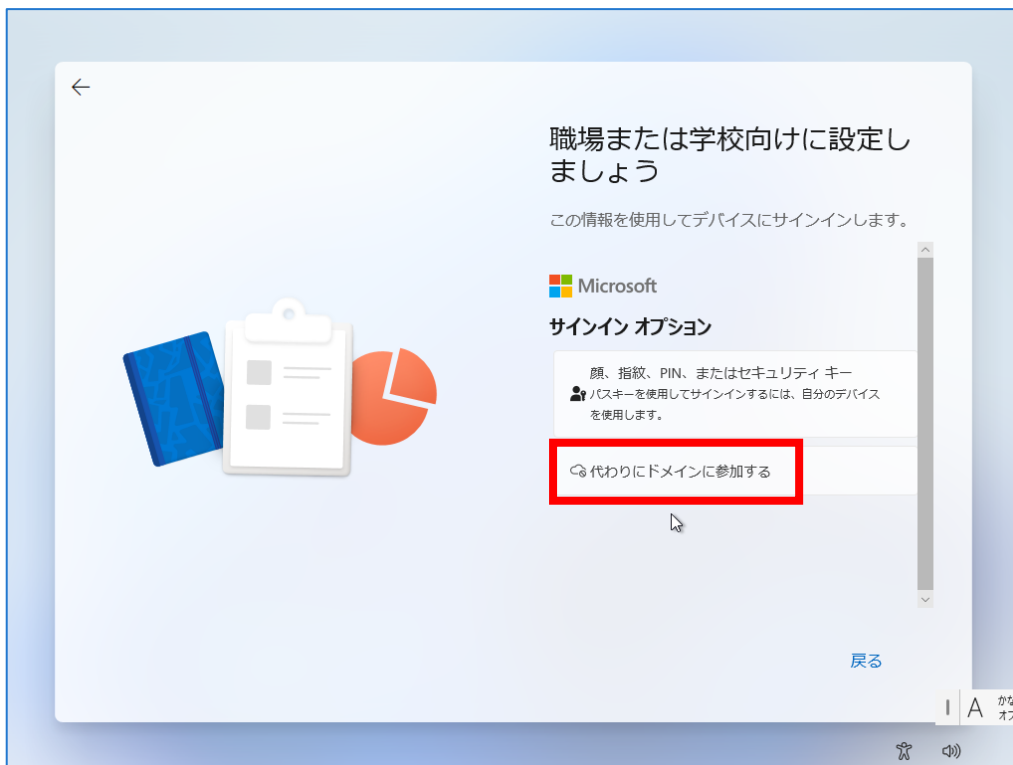 職場または学校向けに設定し
ましょう
この情報を使用してデバイスにサインインします。
Microsoft
サインイン オプション
顔、指紋、PIN、またはセキュリティ キー
パスキーを使用してサインインするには、自分のデバイス
を使用します。
代わりにドメインに参加する
戻る
A
かな
オフ